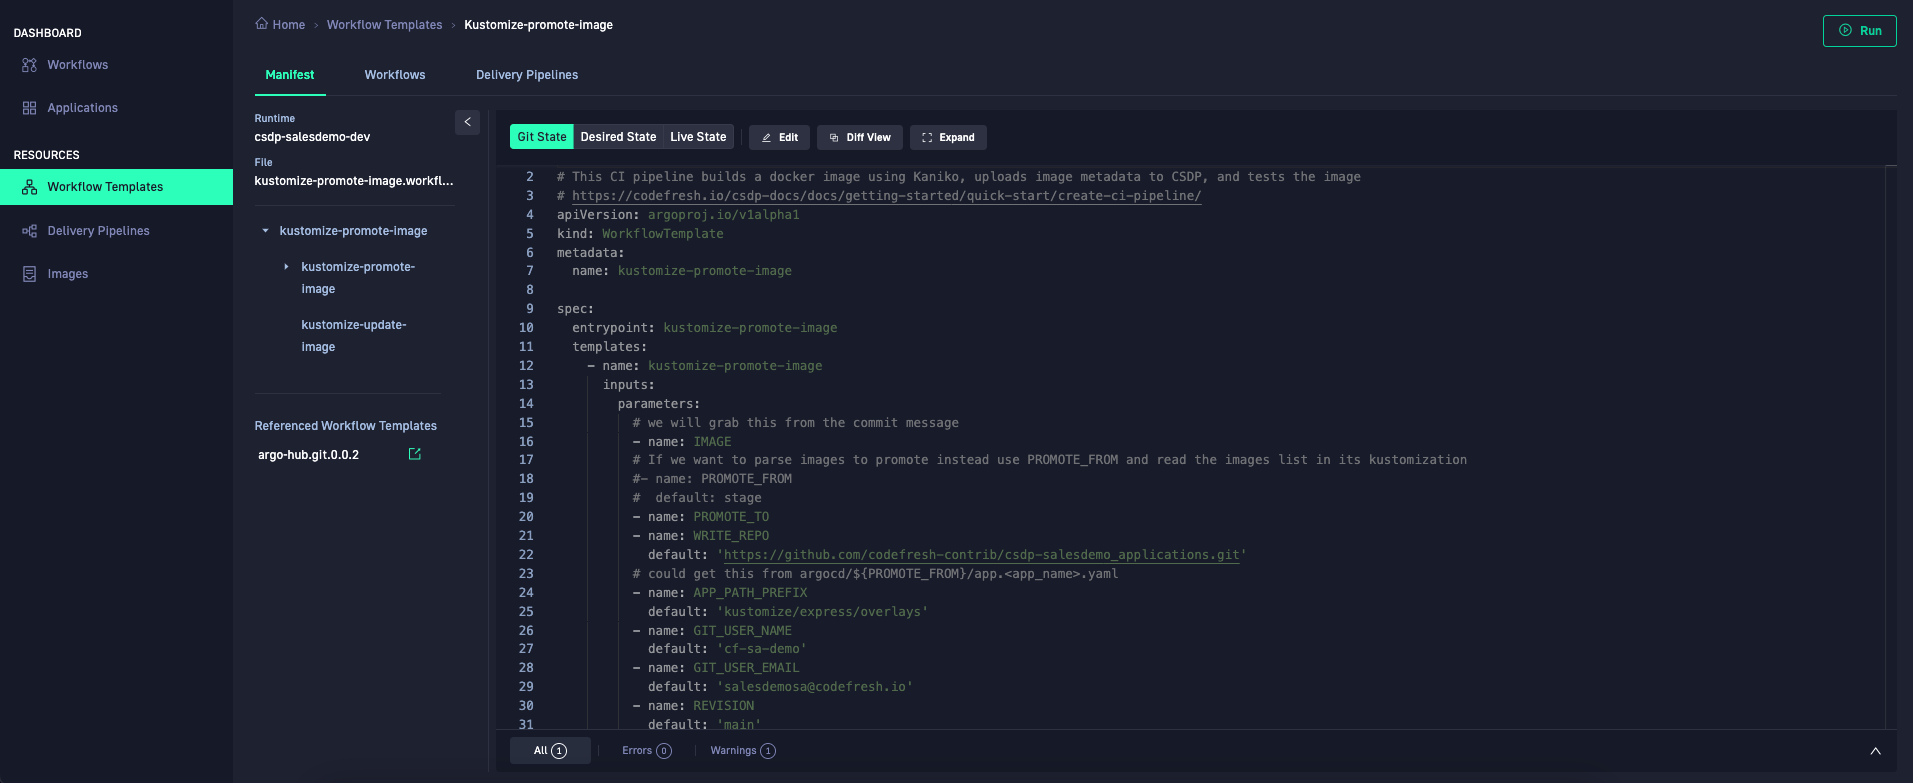 DASHBOARD
Workflows
Applications
RESOURCES
Workflow Templates
Delivery Pipelines
Images
Home › Workflow Templates › Kustomize-promote-image
Run
Manifest Workflows Delivery Pipelines
Runtime
csdp-salesdemo-dev
File
kustomize-promote-image.workfl...
kustomize-promote-image
kustomize-promote-
image
kustomize-update-
image
Referenced Workflow Templates
argo-hub.git.0.0.2
Git State Desired State Live State Edit Diff View Expand
2 # This CI pipeline builds a docker image using Kaniko, uploads image metadata to CSDP, and tests the image
3 # https://codefresh.io/csdp-docs/docs/getting-started/quick-start/create-ci-pipeline/
4 apiVersion: argoproj.io/v1alpha1
5 kind: WorkflowTemplate
6 metadata:
7 name: kustomize-promote-image
8
9 spec:
10 entrypoint: kustomize-promote-image
11 templates:
12 - name: kustomize-promote-image
13 inputs:
14 parameters:
15 # we will grab this from the commit message
16 - name: IMAGE
17 # If we want to parse images to promote instead use PROMOTE_FROM and read the images list in its kustomization
18 #- name: PROMOTE_FROM
19 # default: stage
20 - name: PROMOTE_TO
21 - name: WRITE_REPO
22 default: 'https://github.com/codefresh-contrib/csdp-salesdemo_applications.git'
23 # could get this from argocd/${PROMOTE_FROM}/app.<app_name>.yaml
24 - name: APP_PATH_PREFIX
25 default: 'kustomize/express/overlays'
26 - name: GIT_USER_NAME
27 default: 'cf-sa-demo'
28 - name: GIT_USER_EMAIL
29 default: 'salesdemosa@codefresh.io'
30 - name: REVISION
31 default: 'main'
All 1 Errors 0 Warnings 1